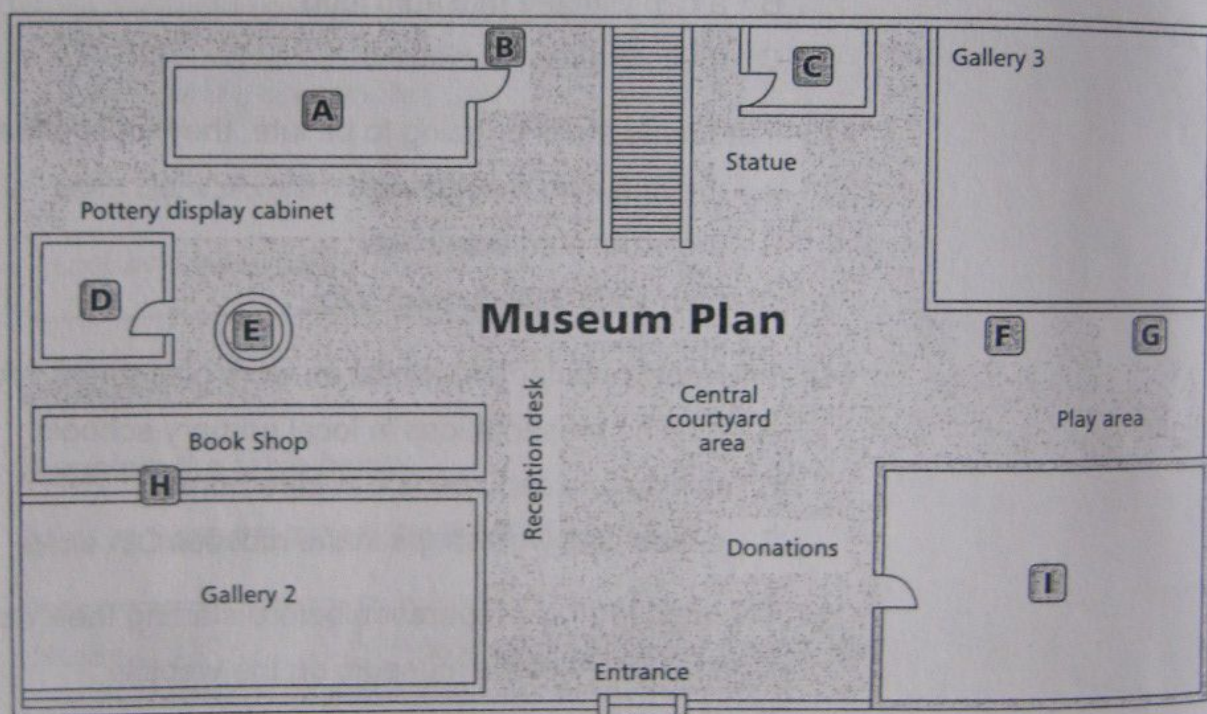 B
C
Gallery 3
A
Statue
Pottery display cabinet
D
E
Museum Plan
F
G
Reception desk
Central
courtyard
area
Play area
Book Shop
H
Donations
I
Gallery 2
Entrance